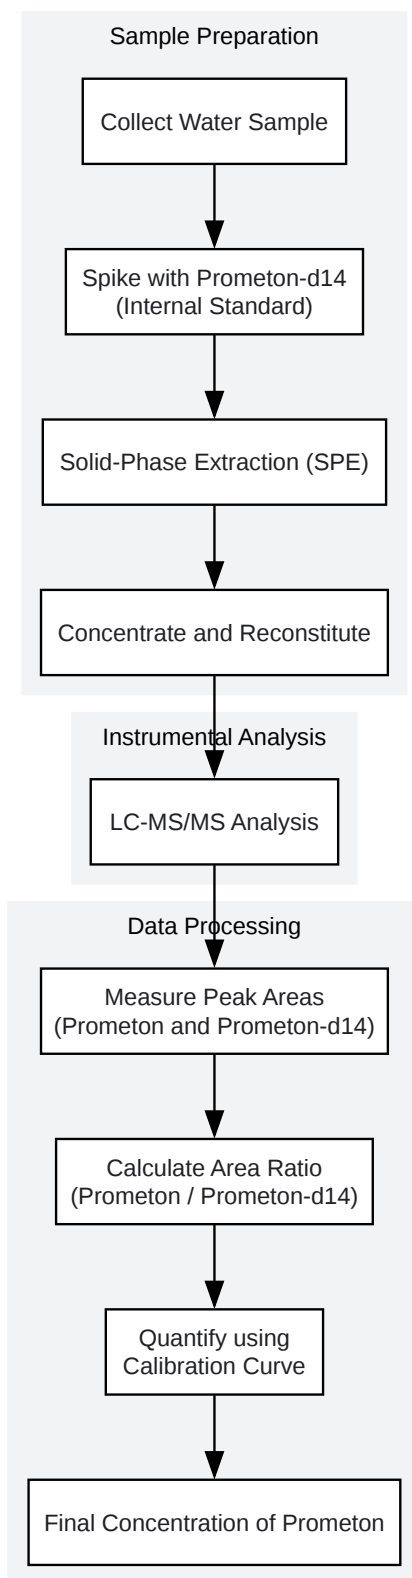 Sample Preparation
Collect Water Sample
Spike with Prometon-d14
(Internal Standard)
Solid-Phase Extraction (SPE)
Concentrate and Reconstitute
Instrumental Analysis
LC-MS/MS Analysis
Data Processing
Measure Peak Areas
(Prometon and Prometon-d14)
Calculate Area Ratio
(Prometon / Prometon-d14)
Quantify using
Calibration Curve
Final Concentration of Prometon